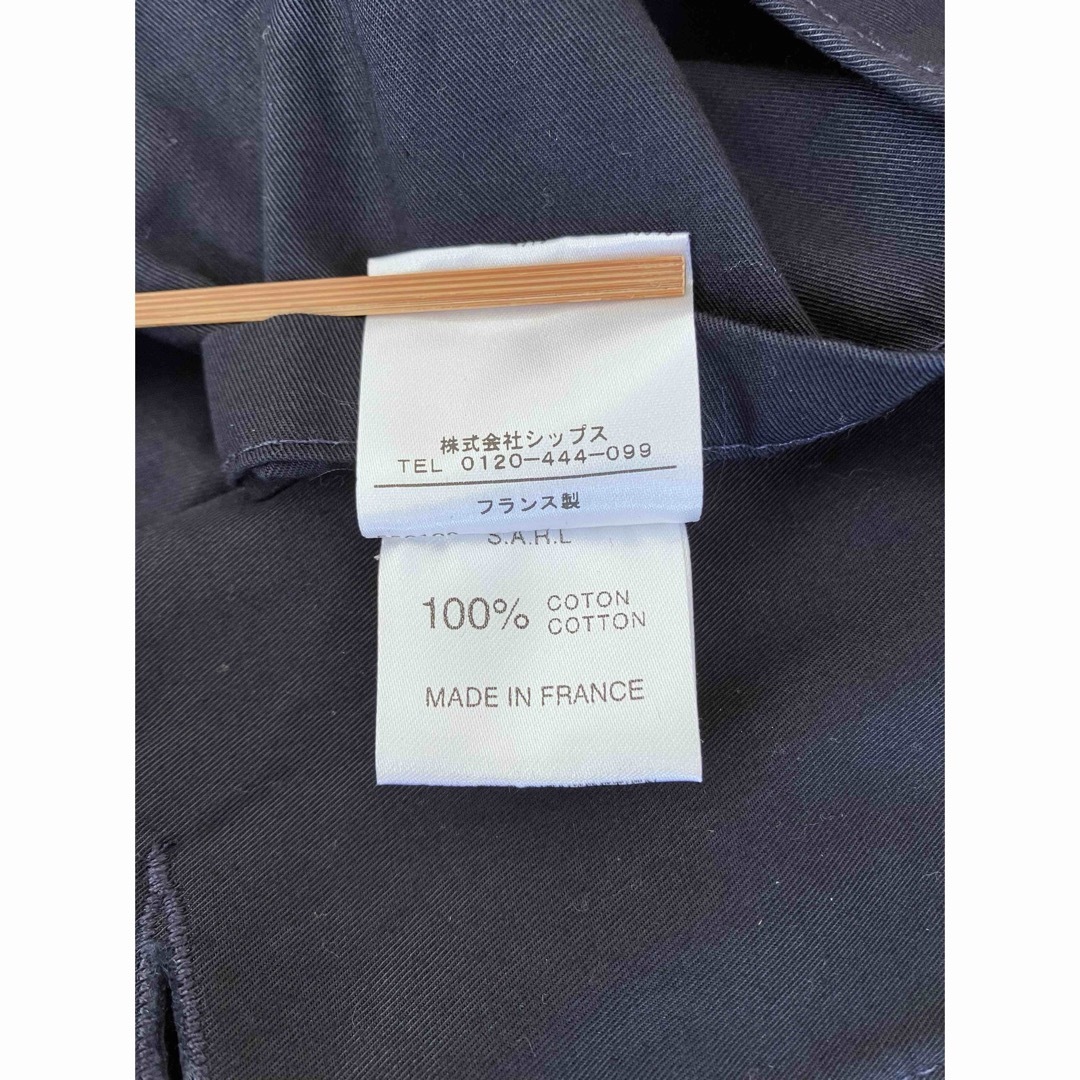 株式会社シップス
TEL 0120-444-099
フランス製
S.A.R.L
100% COTON
COTTON
MADE IN FRANCE